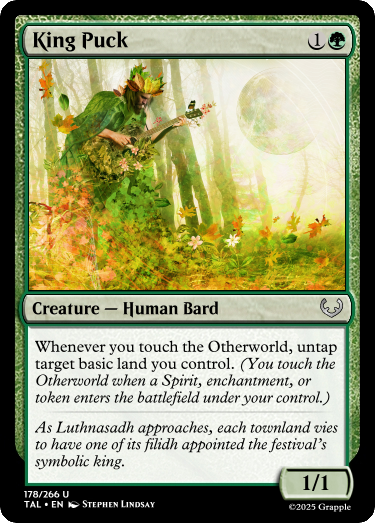 King Puck 1
Creature — Human Bard
Whenever you touch the Otherworld, untap
target basic land you control. (You touch the
Otherworld when a Spirit, enchantment, or
token enters the battlefield under your control.)
As Luthnasadh approaches, each townland vies
to have one of its filidh appointed the festival's
symbolic king.
1/1
178/266 U
TAL • EN Stephen Lindsay
©2025 Grapple